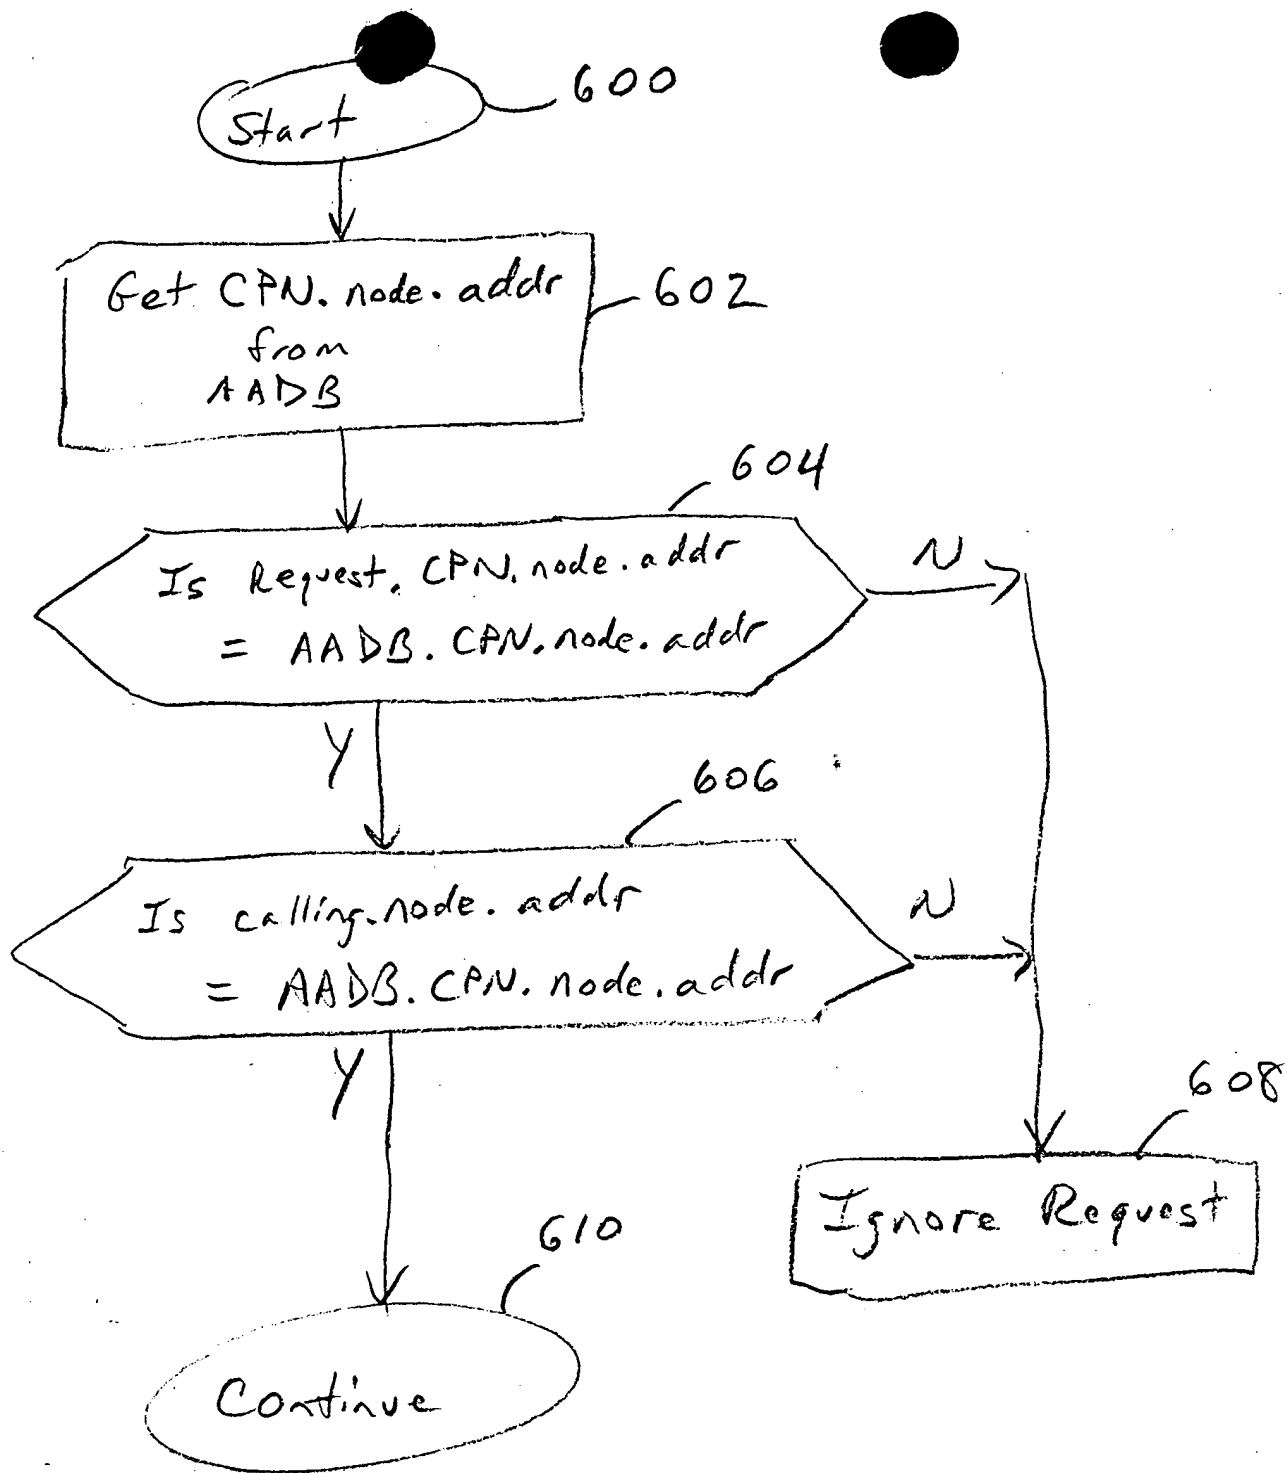 Start
600
Get CPN.node.addr
from
AADB
602
604
Is Request.CPN.node.addr
= AADB.CPN.node.addr
N
Y
606
Is calling.node.addr
= AADB.CPN.node.addr
N
Y
608
Ignore Request
610
Continue